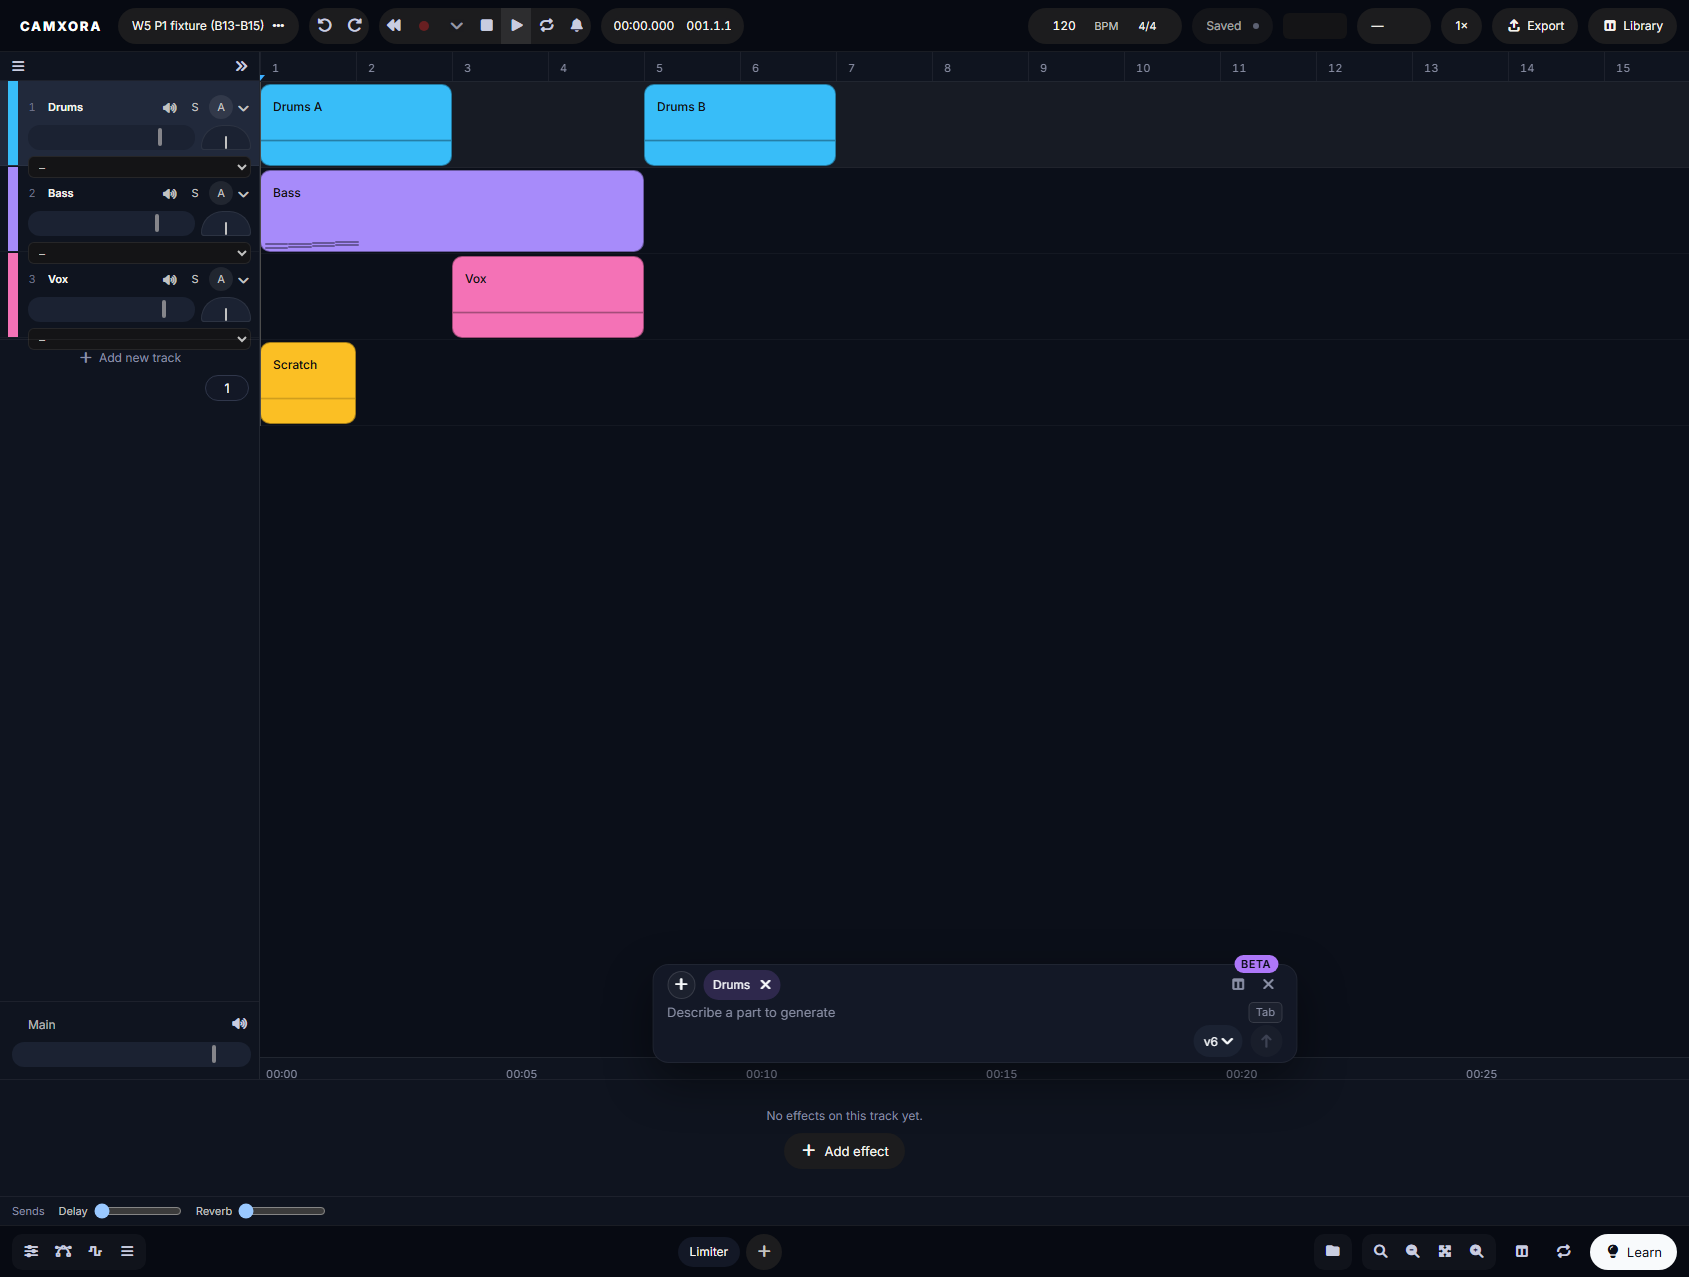 CAMXORA W5 P1 fixture (B13-B15) ••• 00:00.000 001.1.1 120 BPM 4/4 Saved — 1× Export Library
1 2 3 4 5 6 7 8 9 10 11 12 13 14 15
1 Drums S A
–
2 Bass S A
–
3 Vox S A
–
Add new track
1
Drums A
Drums B
Bass
Vox
Scratch
BETA
Drums
Describe a part to generate
Tab
v6
Main
00:00 00:05 00:10 00:15 00:20 00:25
No effects on this track yet.
Add effect
Sends Delay Reverb
Limiter
Learn